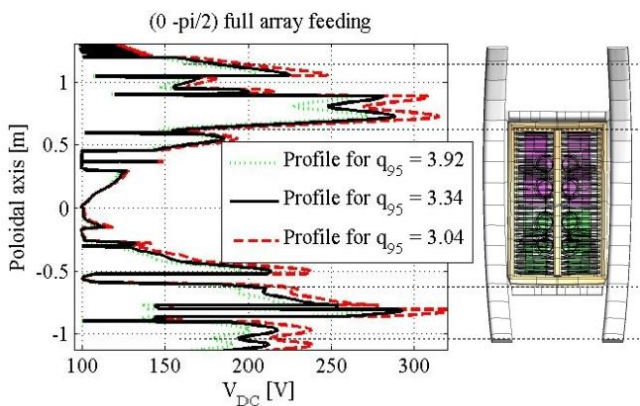 (0 -pi/2) full array feeding
Poloidal axis [m]
1
0.5
0
-0.5
-1
Profile for q95 = 3.92
Profile for q95 = 3.34
Profile for q95 = 3.04
100 150 200 250 300
VDC [V]